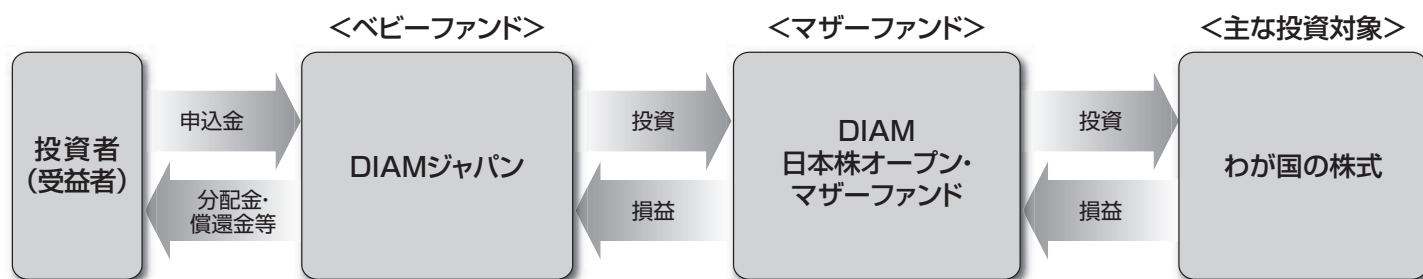 <ベビーファンド>
<マザーファンド>
<主な投資対象>
投資者
(受益者)
申込金
分配金・
償還金等
DIAMジャパン
投資
損益
DIAM
日本株オープン・
マザーファンド
投資
損益
わが国の株式